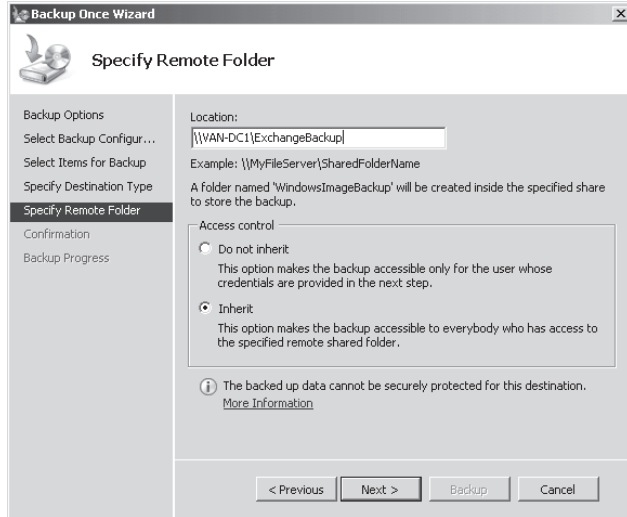 Backup Once Wizard
Specify Remote Folder
Backup Options
Select Backup Configur...
Select Items for Backup
Specify Destination Type
Specify Remote Folder
Confirmation
Backup Progress
Location:
\\VAN-DC1\ExchangeBackup
Example: \\MyFileServer\SharedFolderName
A folder named 'WindowsImageBackup' will be created inside the specified share
to store the backup.
Access control
Do not inherit
This option makes the backup accessible only for the user whose
credentials are provided in the next step.
Inherit
This option makes the backup accessible to everybody who has access to
the specified remote shared folder.
The backed up data cannot be securely protected for this destination.
More Information
< Previous
Next >
Backup
Cancel